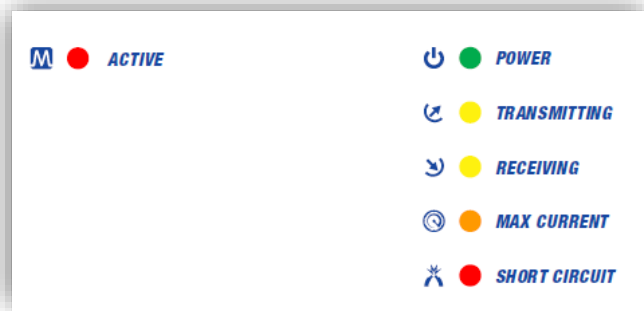 M ACTIVE
POWER
TRANSMITTING
RECEIVING
MAX CURRENT
SHORT CIRCUIT